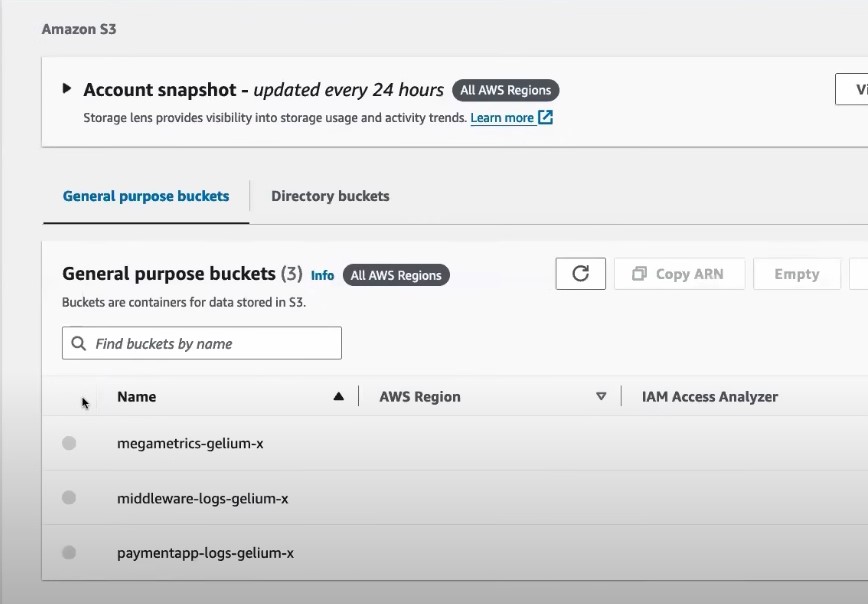 Amazon S3
Account snapshot - updated every 24 hours All AWS Regions
Storage lens provides visibility into storage usage and activity trends. Learn more
General purpose buckets Directory buckets
General purpose buckets (3) Info All AWS Regions
Copy ARN Empty
Buckets are containers for data stored in S3.
Find buckets by name
Name AWS Region IAM Access Analyzer
megametrics-gelium-x
middleware-logs-gelium-x
paymentapp-logs-gelium-x